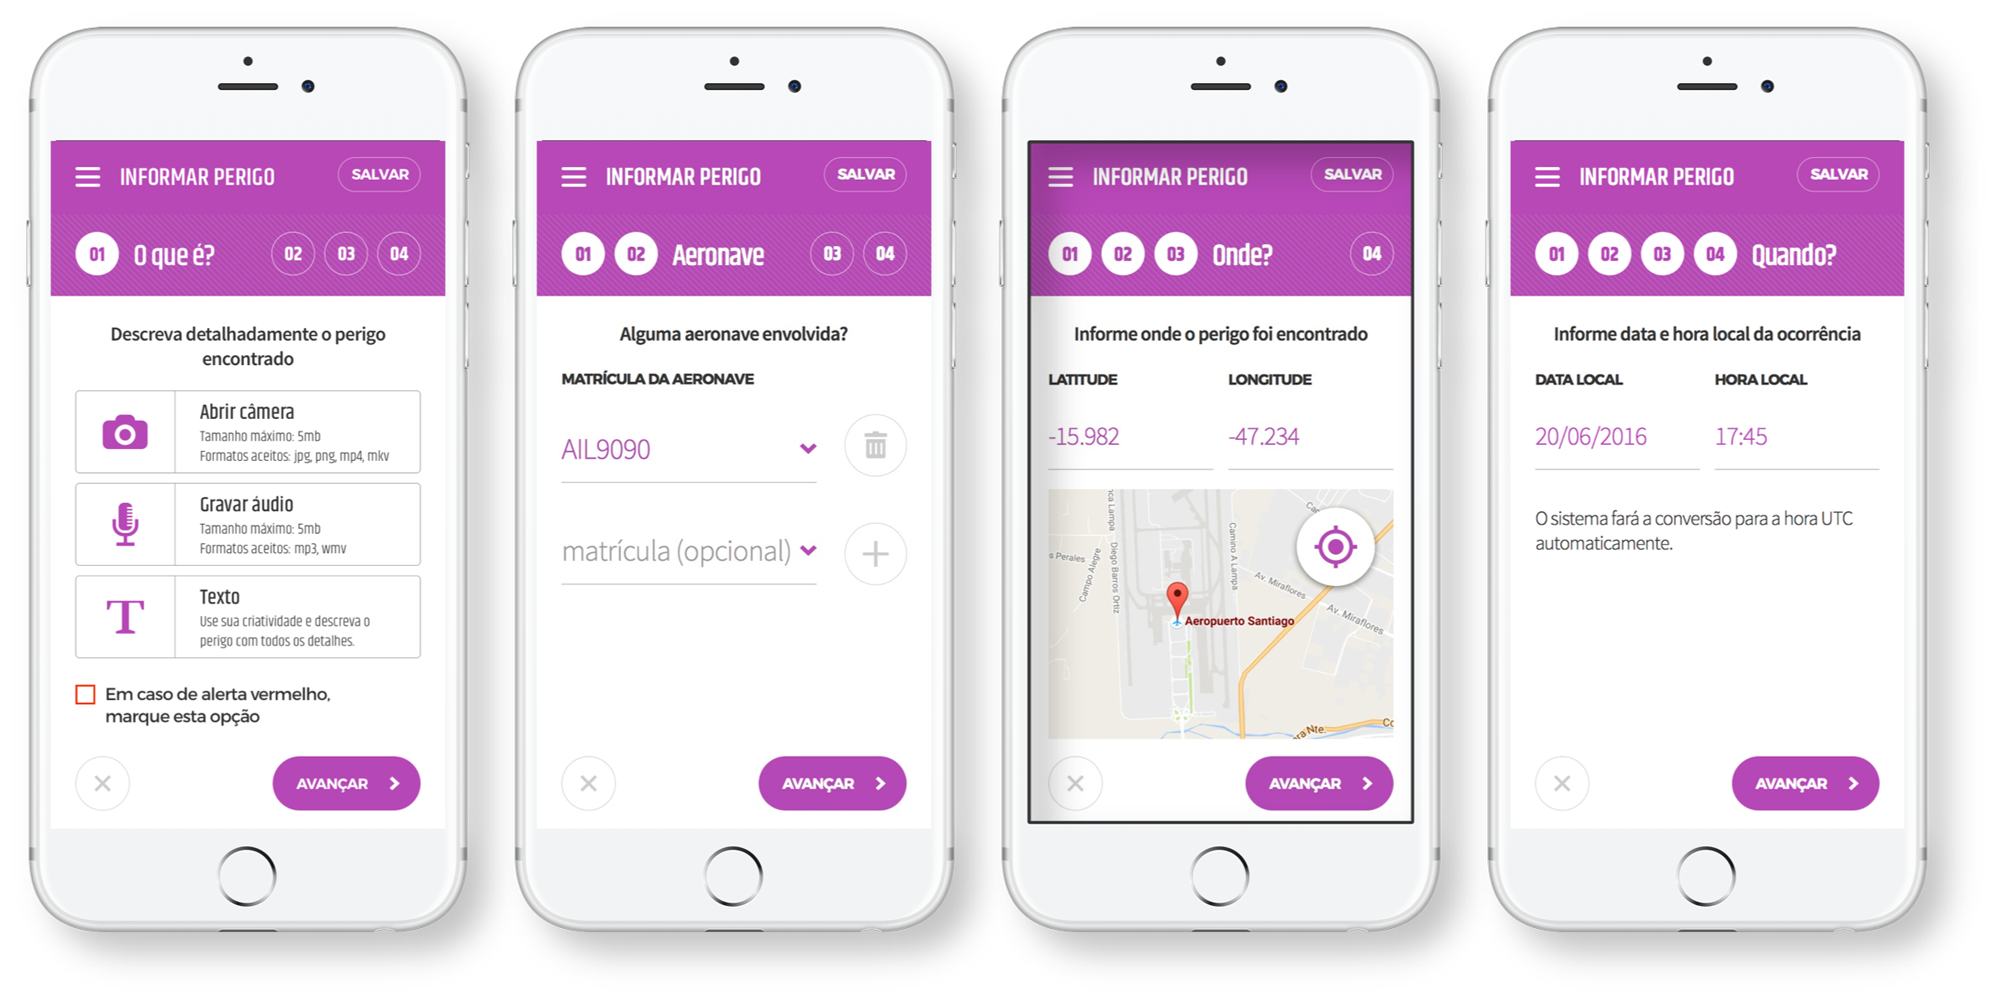 INFORMAR PERIGO
SALVAR
01
O que é?
02
03
04
Descreva detalhadamente o perigo
encontrado
Abrir câmera
Tamanho máximo: 5mb
Formatos aceitos: jpg, png, mp4, mkv
Gravar áudio
Tamanho máximo: 5mb
Formatos aceitos: mp3, wmv
T
Texto
Use sua criatividade e descreva o
perigo com todos os detalhes.
Em caso de alerta vermelho,
marque esta opção
AVANÇAR
INFORMAR PERIGO
SALVAR
01
02
Aeronave
03
04
Alguma aeronave envolvida?
MATRÍCULA DA AERONAVE
AIL9090
matrícula (opcional)
AVANÇAR
INFORMAR PERIGO
SALVAR
01
02
03
Onde?
04
Informe onde o perigo foi encontrado
LATITUDE
LONGITUDE
-15.982
-47.234
nca Lampa
Diego Barros Ortiz
s Perales
Campo Alegre
Camino A Lampa
Ca
Av. Miraflores
Av. Miraflores
Aeropuerto Santiago
ra Nte.
Co
AVANÇAR
INFORMAR PERIGO
SALVAR
01
02
03
04
Quando?
Informe data e hora local da ocorrência
DATA LOCAL
HORA LOCAL
20/06/2016
17:45
O sistema fará a conversão para a hora UTC
automaticamente.
AVANÇAR